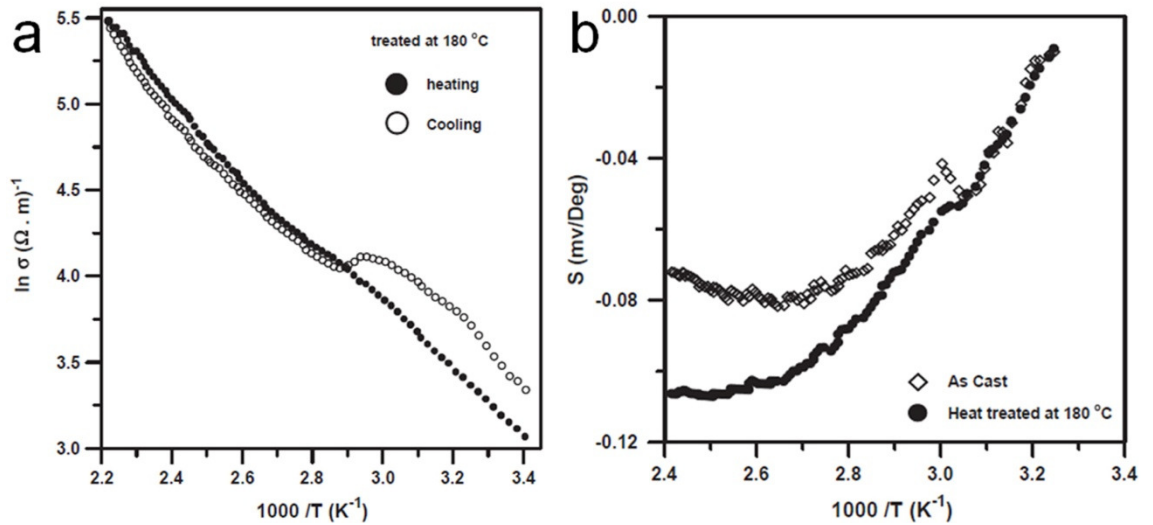 a
5.5
5.0
4.5
4.0
3.5
3.0
ln σ (Ω . m)⁻¹
treated at 180 °C
heating
Cooling
2.2 2.4 2.6 2.8 3.0 3.2 3.4
1000 /T (K⁻¹)
b
0.00
-0.04
-0.08
-0.12
S (mv/Deg)
As Cast
Heat treated at 180 °C
2.4 2.6 2.8 3.0 3.2 3.4
1000 /T (K⁻¹)